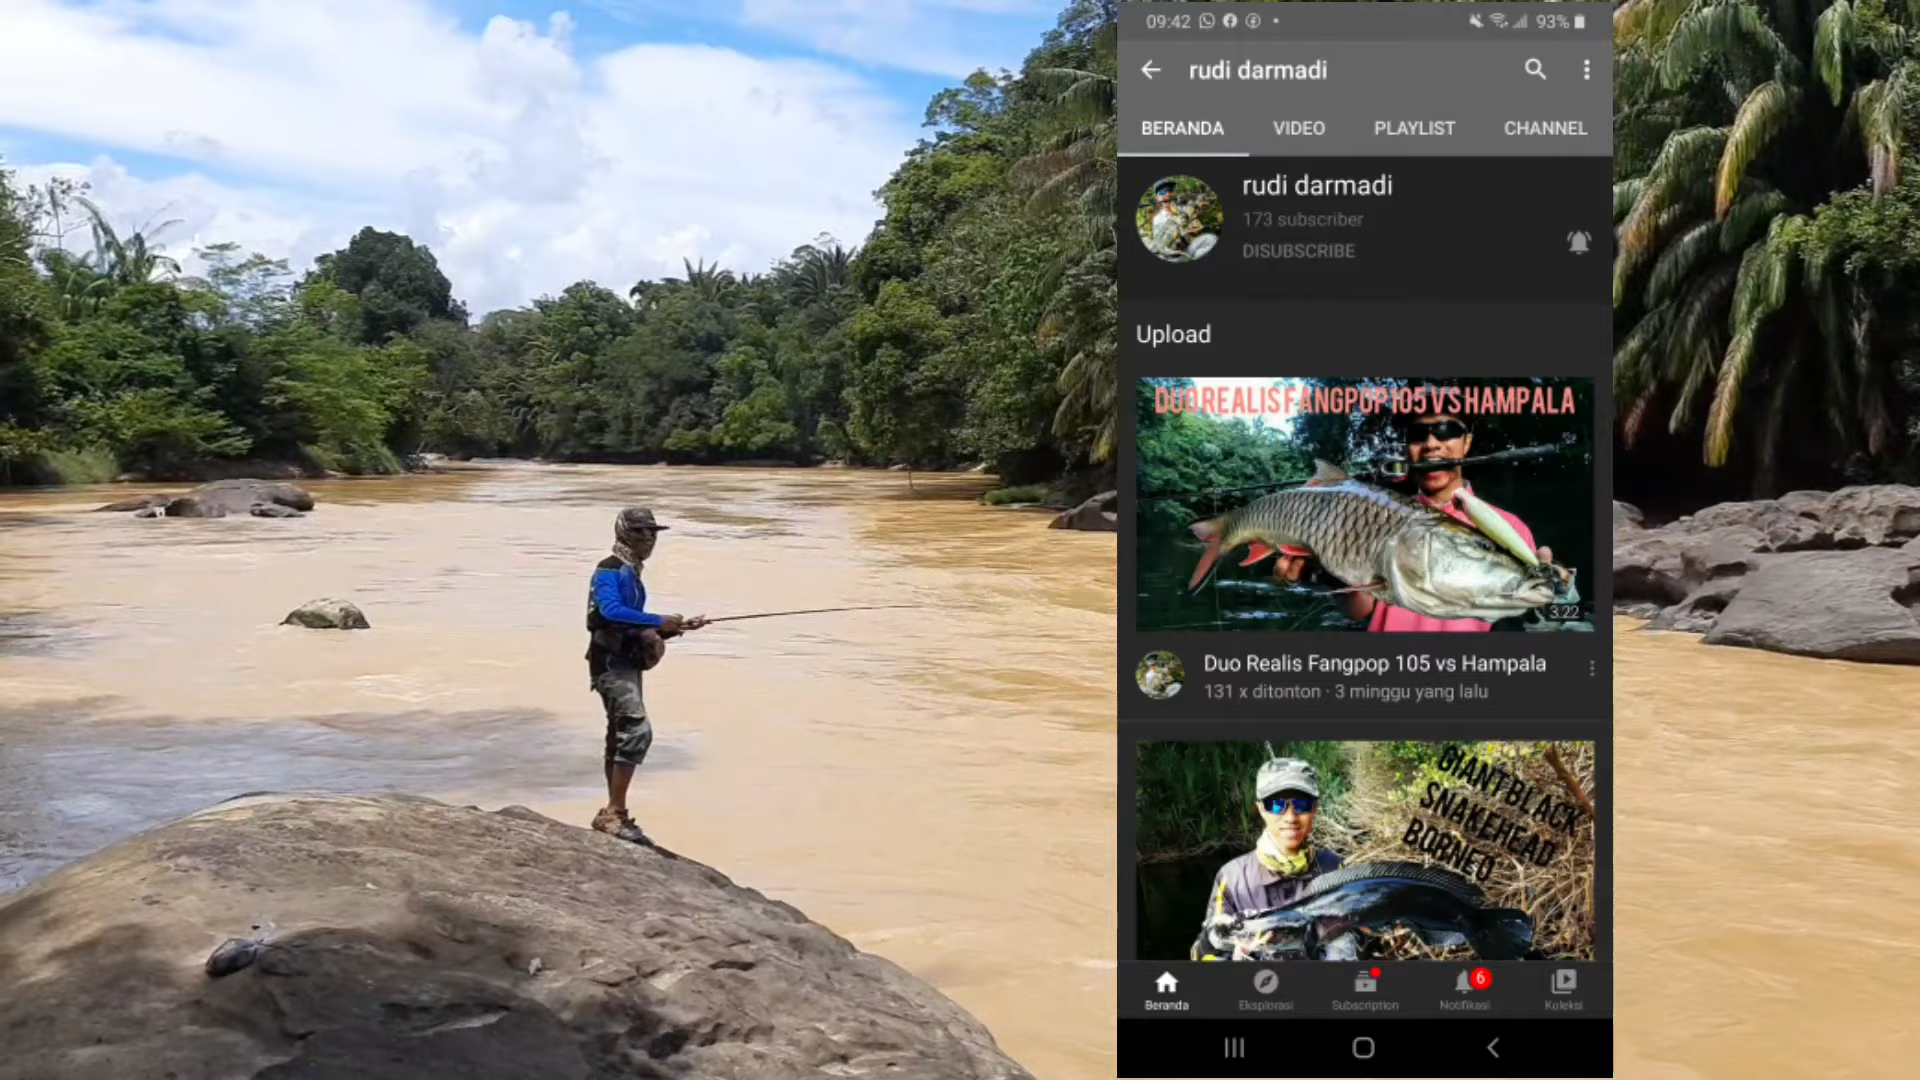 09:42
93%
rudi darmadi
BERANDA
VIDEO
PLAYLIST
CHANNEL
rudi darmadi
173 subscriber
DISUBSCRIBE
Upload
DUO REALIS FANGPOP 105 VS HAMPALA
3.22
Duo Realis Fangpop 105 vs Hampala
131 x ditonton · 3 minggu yang lalu
GIANT BLACK
SNAKEHEAD
BORNEO
6
Beranda
Eksplorasi
Subscription
Notifikasi
Koleksi